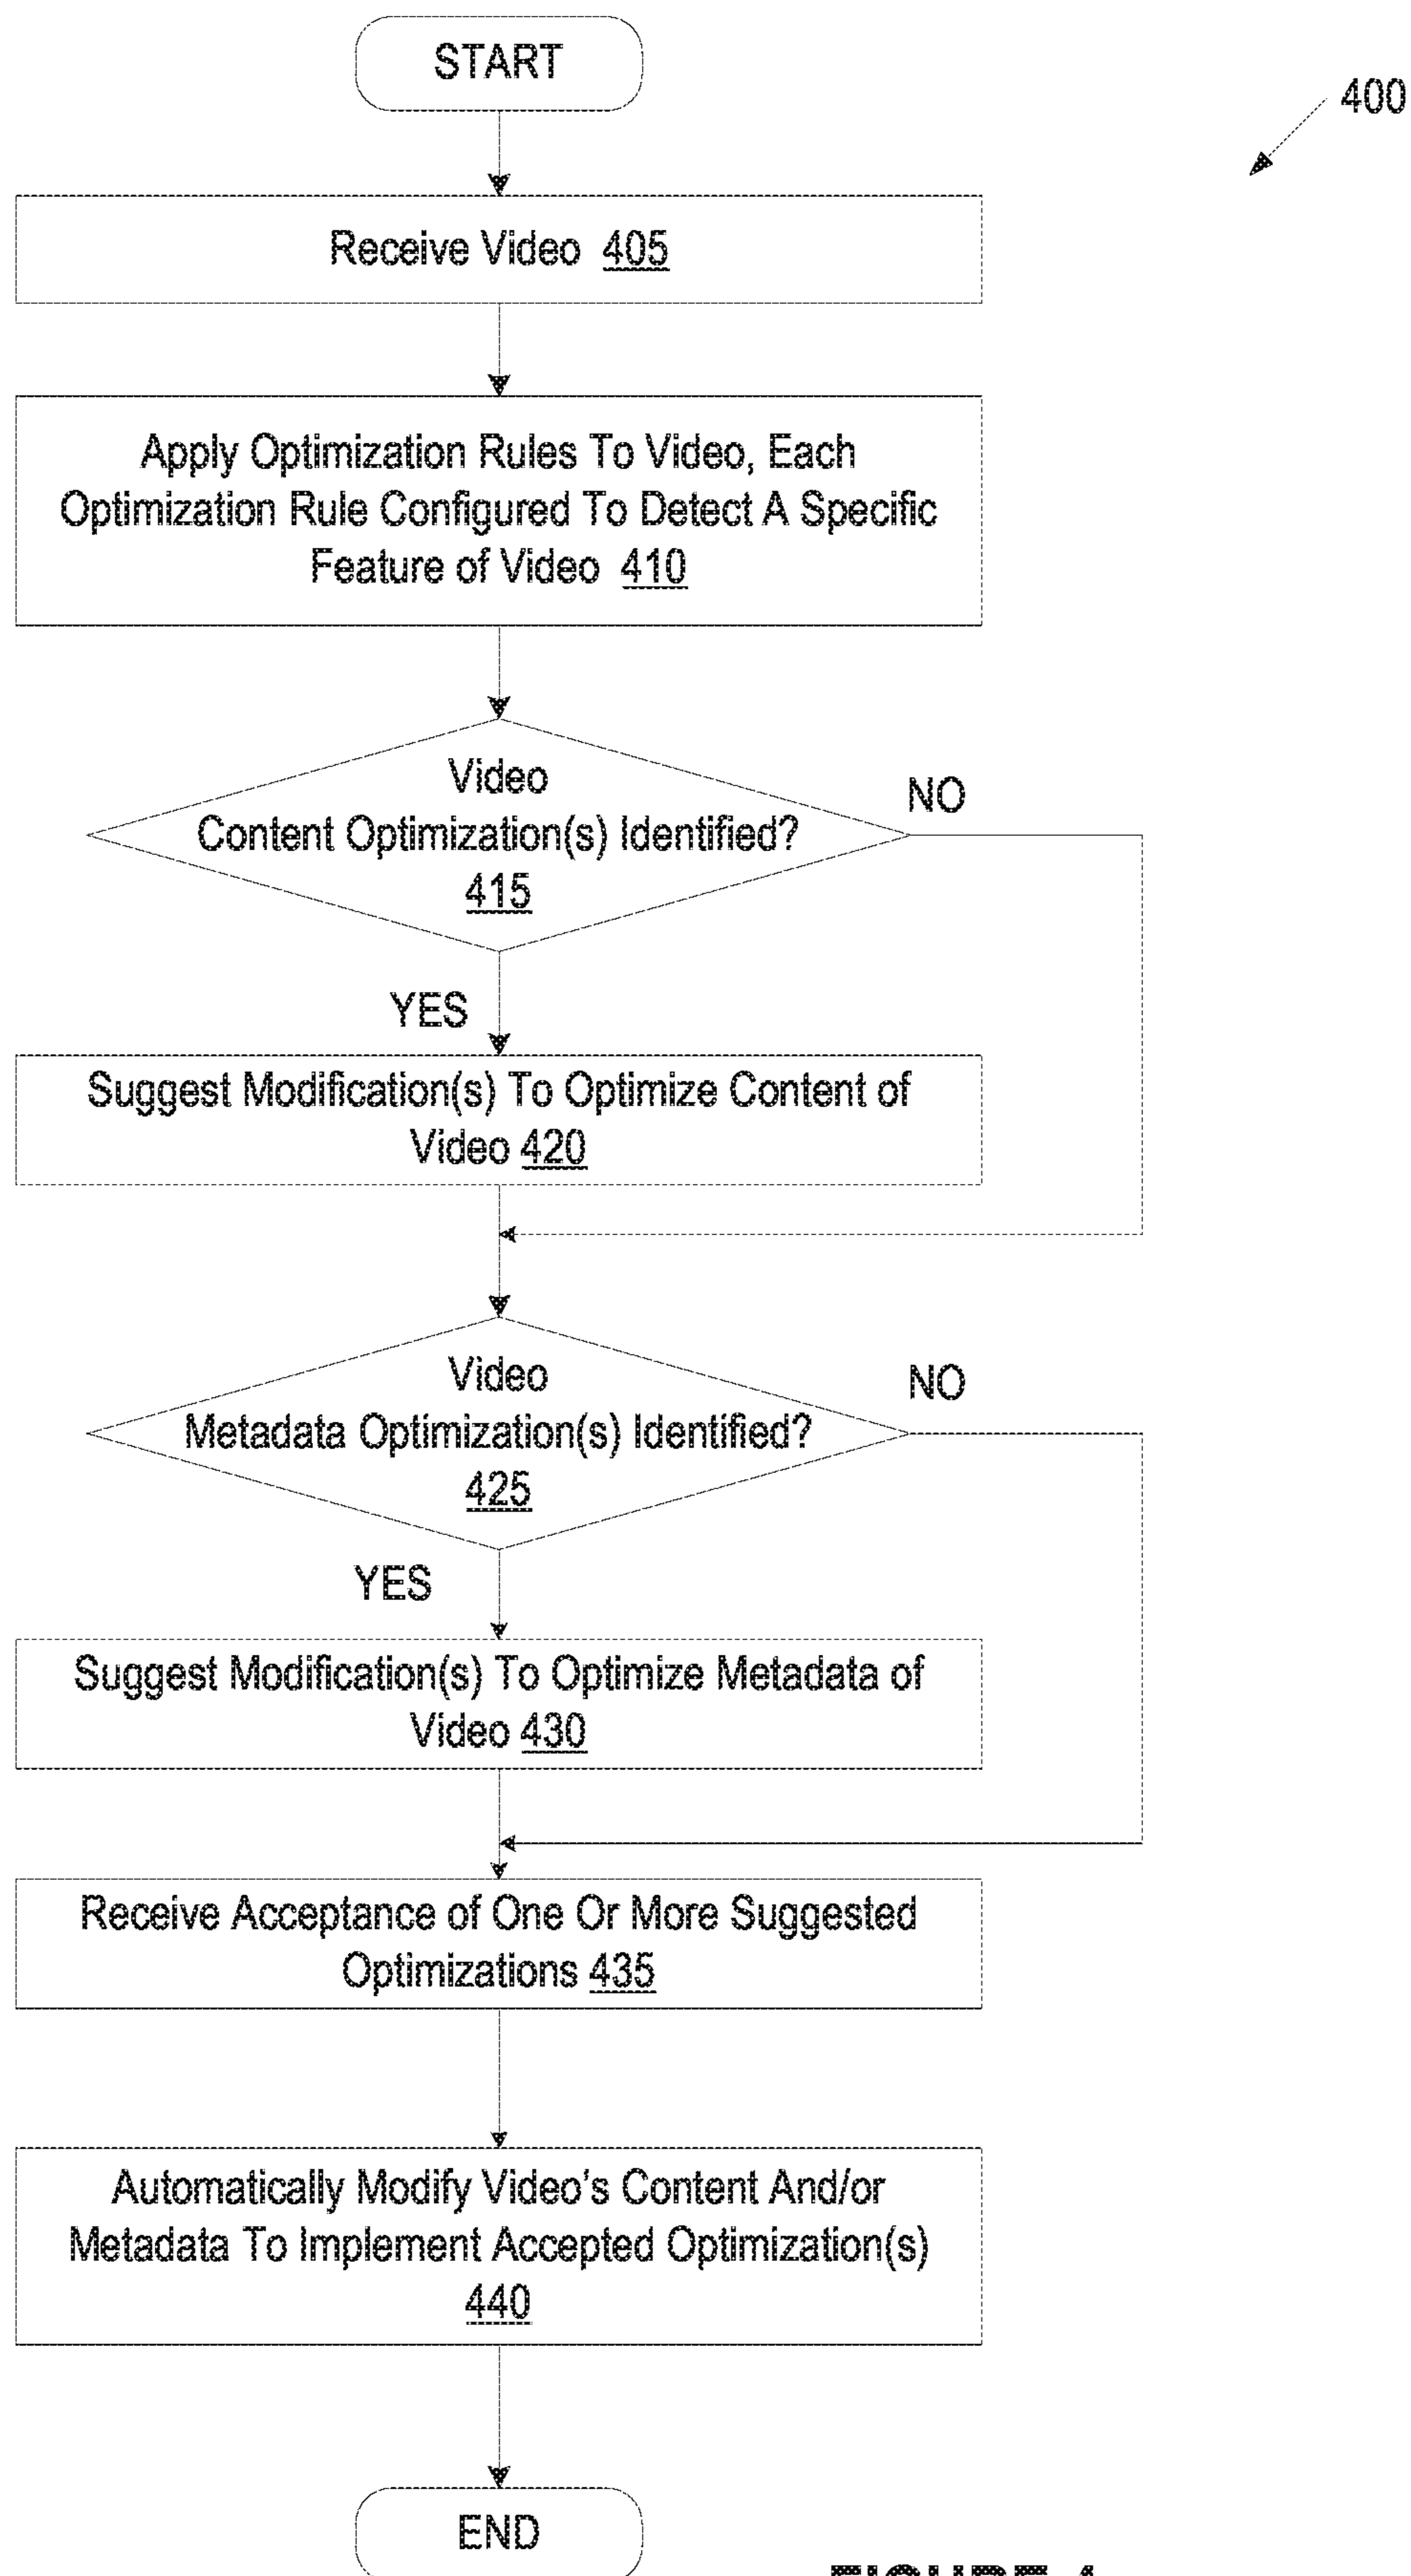 START
400
Receive Video 405
Apply Optimization Rules To Video, Each
Optimization Rule Configured To Detect A Specific
Feature of Video 410
Video
Content Optimization(s) Identified?
415
NO
YES
Suggest Modification(s) To Optimize Content of
Video 420
Video
Metadata Optimization(s) Identified?
425
NO
YES
Suggest Modification(s) To Optimize Metadata of
Video 430
Receive Acceptance of One Or More Suggested
Optimizations 435
Automatically Modify Video's Content And/or
Metadata To Implement Accepted Optimization(s)
440
END